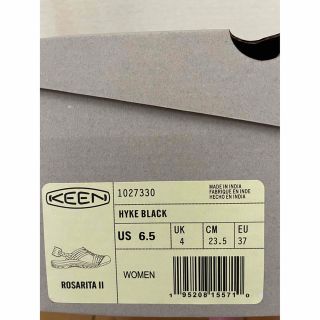 KEEN
1027330
MADE IN INDIA
FABRIQUE EN INDE
HECHO EN INDIA
HYKE BLACK
US 6.5
UK 4
CM 23.5
EU 37
WOMEN
ROSARITA II
1 95208 15571 0